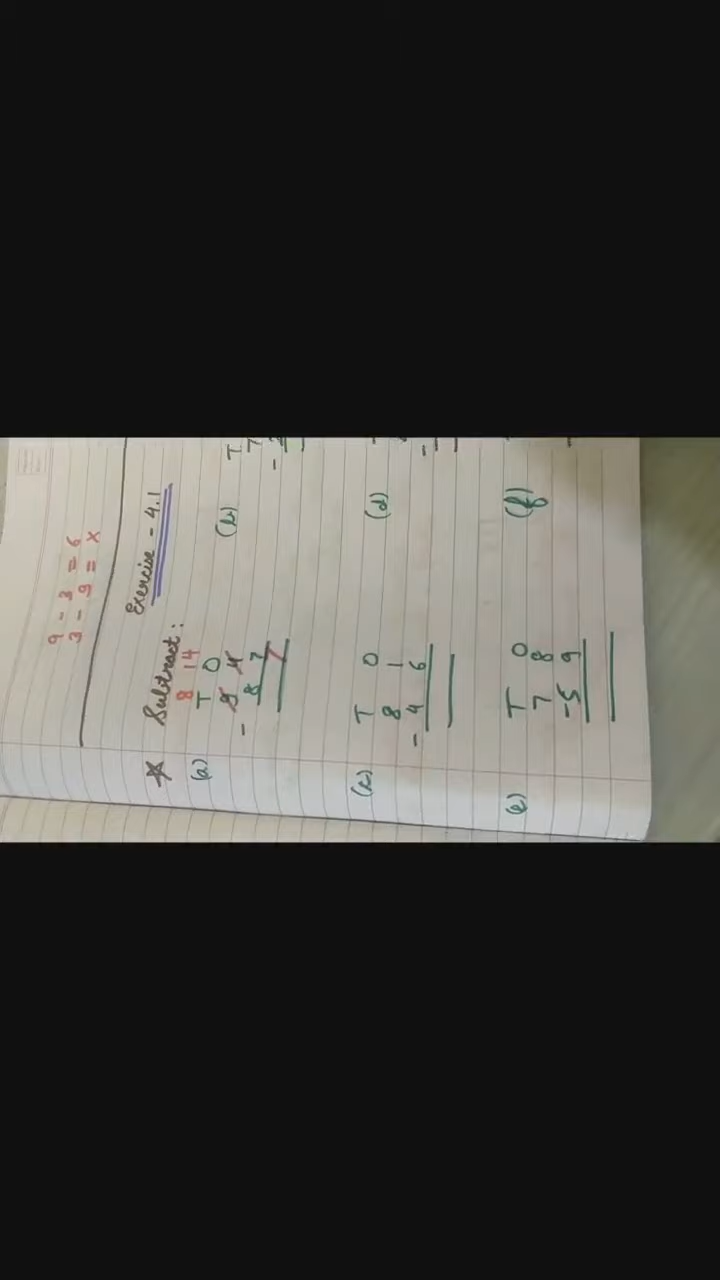 9 - 3 = 6
3 - 9 = x
Exercise - 4.1
* Subtract:
8 14
(a) T O (b) T
9 4 7
- 8 7 -
7
(c) T O (d)
8 1
- 4 6 -
(e) T O (f)
7 8
- 5 9